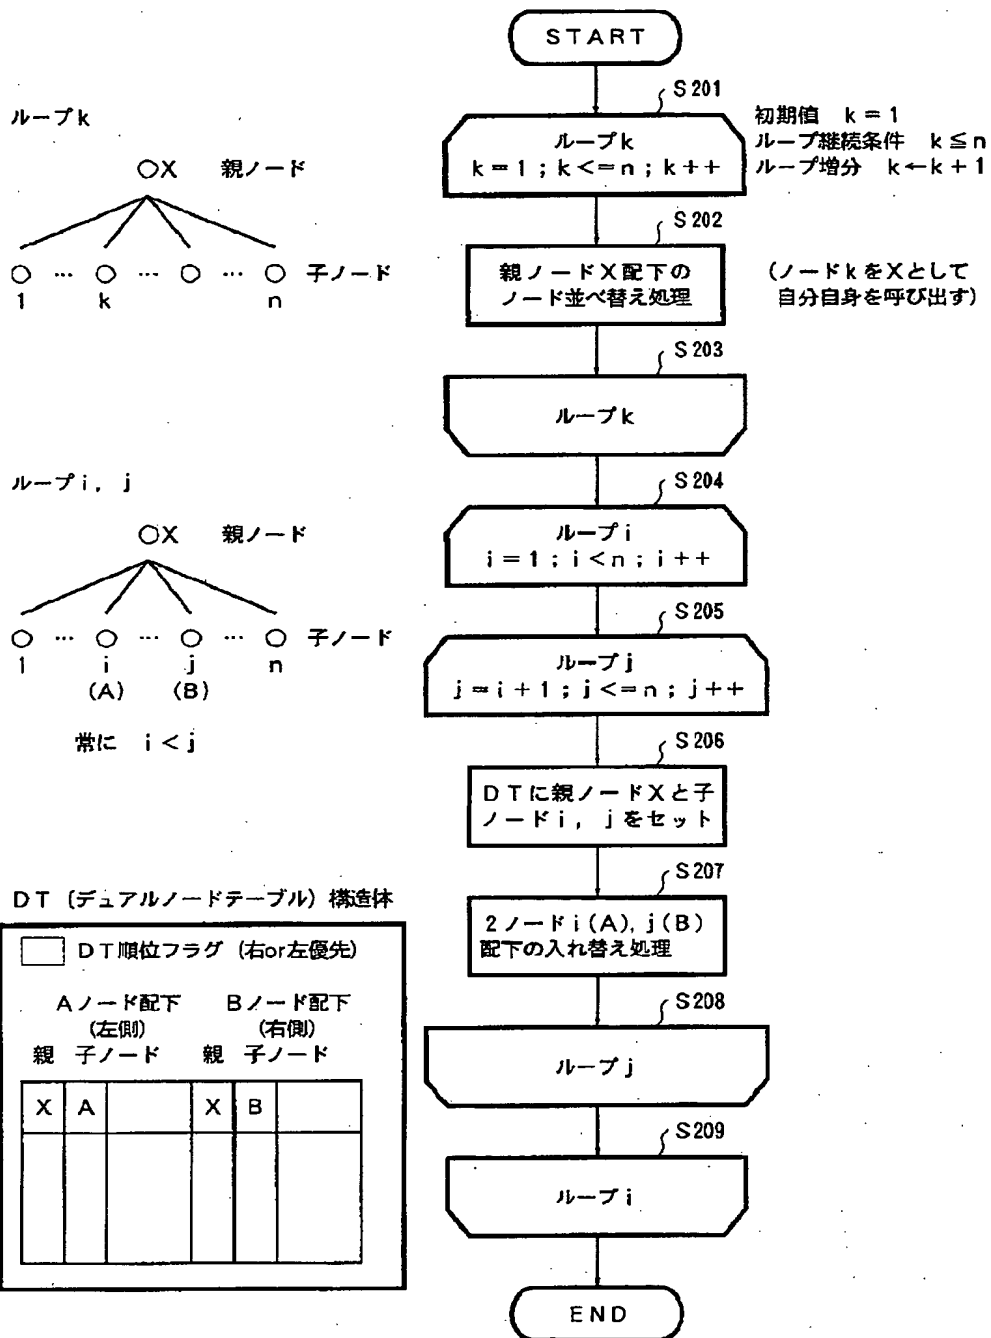 START
S201
ループk
k=1;k<=n;k++
初期値 k=1
ループ継続条件 k≦n
ループ増分 k←k+1
S202
親ノードX配下の
ノード並べ替え処理
(ノードkをXとして
自分自身を呼び出す)
S203
ループk
S204
ループi
i=1;i<n;i++
S205
ループj
j=i+1;j<=n;j++
S206
DTに親ノードXと子
ノードi, jをセット
S207
2ノードi(A), j(B)
配下の入れ替え処理
S208
ループj
S209
ループi
END
ループk
X 親ノード
… … … 子ノード
1 k n
ループi, j
X 親ノード
… … … 子ノード
1 i j n
(A) (B)
常に i<j
DT (デュアルノードテーブル) 構造体
DT順位フラグ (右or左優先)
Aノード配下 Bノード配下
(左側) (右側)
親 子ノード 親 子ノード
X A X B